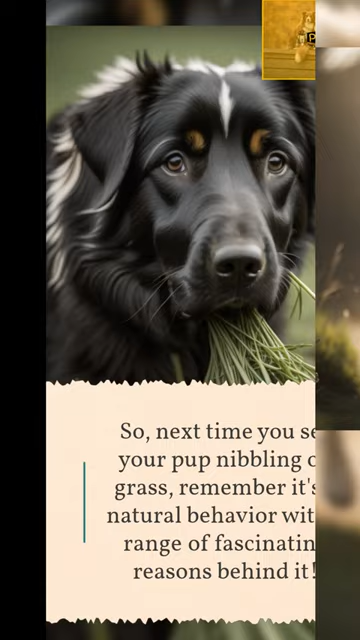 So, next time you se
your pup nibbling o
grass, remember it's
natural behavior wit
range of fascinatin
reasons behind it!